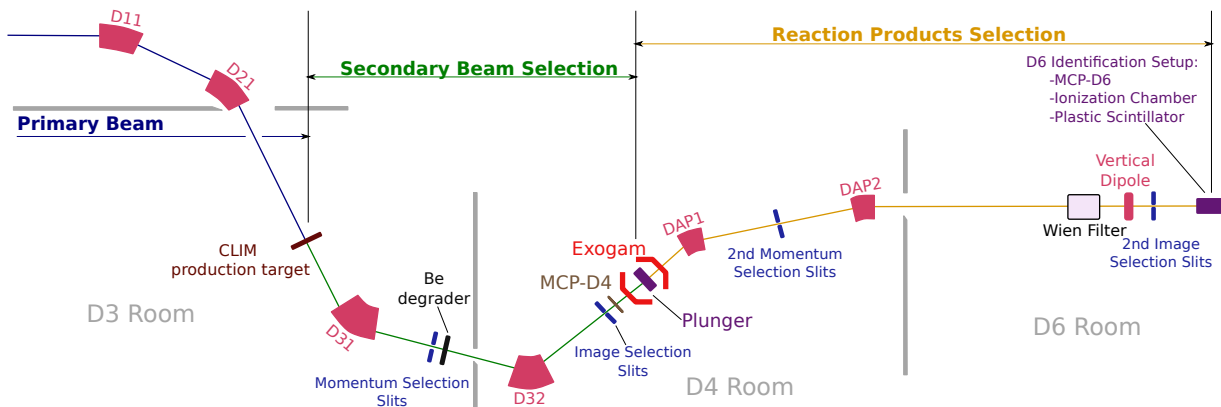 D11
Reaction Products Selection
Secondary Beam Selection
D6 Identification Setup:
-MCP-D6
-Ionization Chamber
-Plastic Scintillator
D21
Primary Beam
Vertical
Dipole
DAP2
DAP1
Exogam
CLIM
production target
MCP-D4
2nd Momentum
Selection Slits
Wien Filter
2nd Image
Selection Slits
Be
degrader
D3 Room
Plunger
D6 Room
D31
Image Selection
Slits
Momentum Selection
Slits
D32
D4 Room